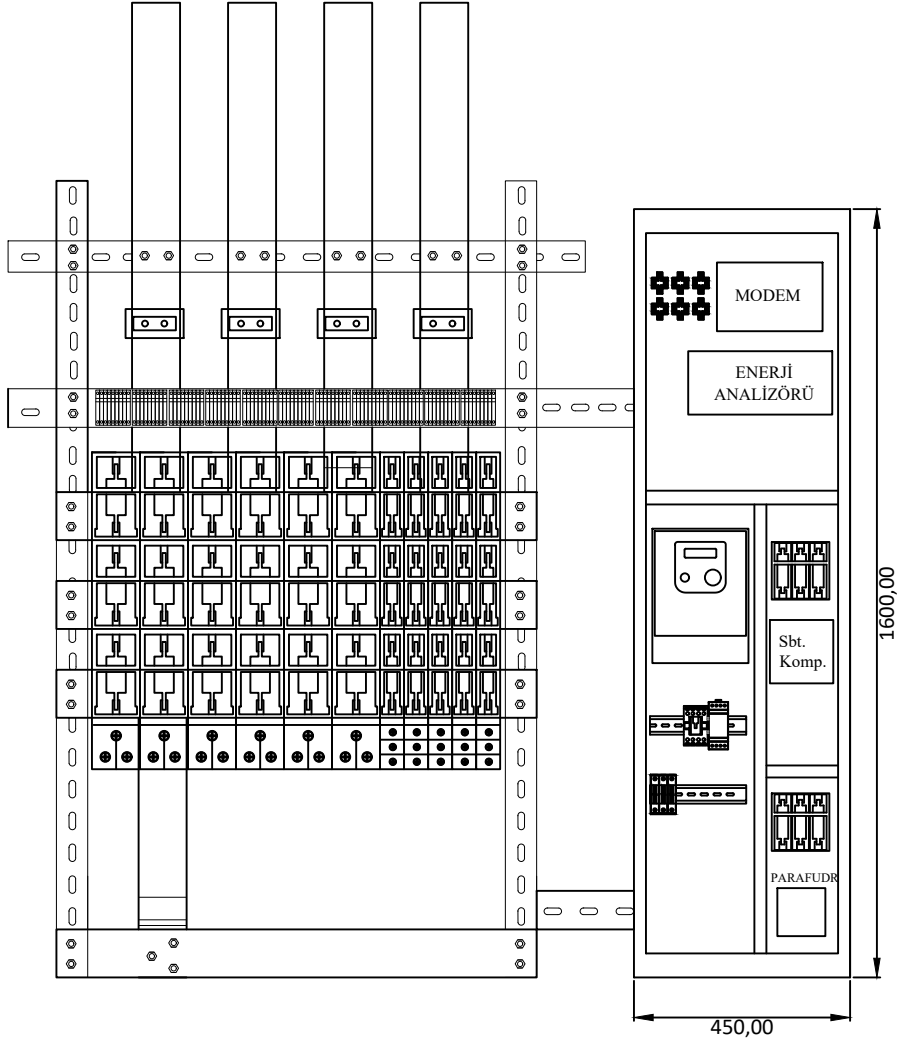 MODEM
ENERJİ
ANALİZÖRÜ
Sbt.
Komp.
PARAFUDR
1600,00
450,00